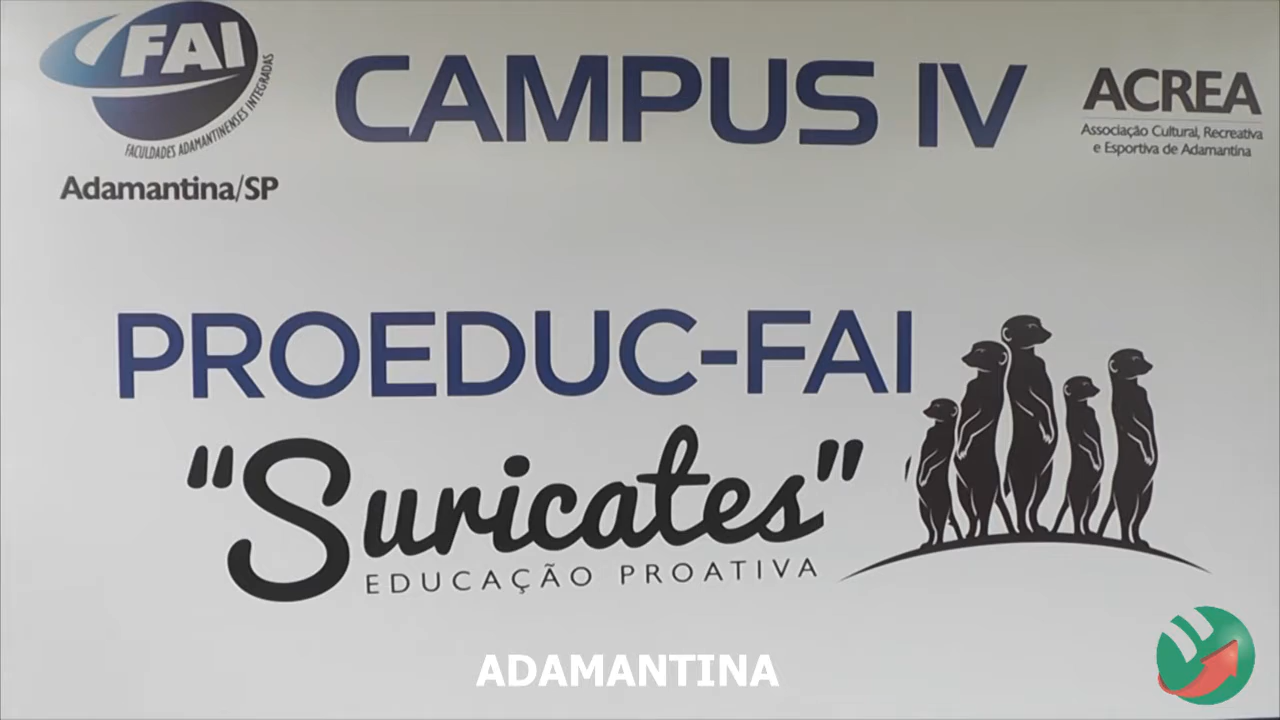 FAI
FACULDADES ADAMANTINENSES INTEGRADAS
Adamantina/SP
CAMPUS IV
ACREA
Associação Cultural, Recreativa
e Esportiva de Adamantina
PROEDUC-FAI
"Suricates"
EDUCAÇÃO PROATIVA
ADAMANTINA